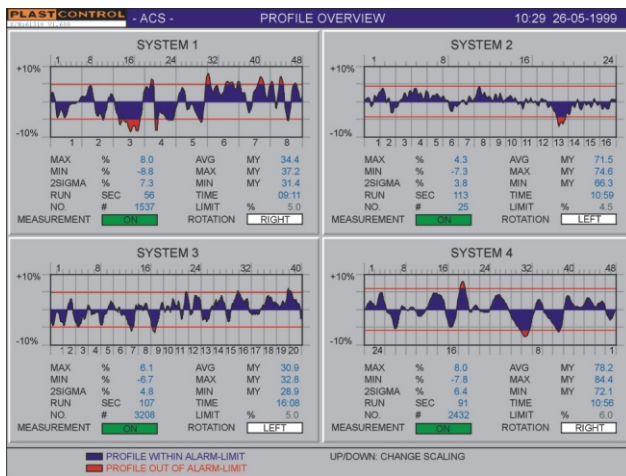 PLASTCONTROL - ACS - PROFILE OVERVIEW 10:29 26-05-1999
SYSTEM 1
1 8 16 24 32 40 48
+10%
-10%
1 2 3 4 5 6 7 8
MAX % 8.0 AVG MY 34.4
MIN % -8.8 MAX MY 37.2
2SIGMA % 7.3 MIN MY 31.4
RUN SEC 56 TIME 09:11
NO. # 1537 LIMIT % 5.0
MEASUREMENT ON ROTATION RIGHT
SYSTEM 2
1 8 16 24
+10%
-10%
1 2 3 4 5 6 7 8 9 10 11 12 13 14 15 16
MAX % 4.3 AVG MY 71.5
MIN % -7.3 MAX MY 74.6
2SIGMA % 3.8 MIN MY 66.3
RUN SEC 113 TIME 10:59
NO. # 25 LIMIT % 4.5
MEASUREMENT ON ROTATION LEFT
SYSTEM 3
1 8 16 24 32 40
+10%
-10%
1 2 3 4 5 6 7 8 9 10 11 12 13 14 15 16 17 18 19 20
MAX % 6.1 AVG MY 30.9
MIN % -6.7 MAX MY 32.8
2SIGMA % 4.8 MIN MY 28.9
RUN SEC 107 TIME 16:08
NO. # 3208 LIMIT % 5.0
MEASUREMENT ON ROTATION LEFT
SYSTEM 4
1 8 16 24 32 40 48
+10%
-10%
24 16 8 1
MAX % 8.0 AVG MY 78.2
MIN % -7.8 MAX MY 84.4
2SIGMA % 6.4 MIN MY 72.1
RUN SEC 91 TIME 10:56
NO. # 2432 LIMIT % 6.0
MEASUREMENT ON ROTATION RIGHT
PROFILE WITHIN ALARM-LIMIT UP/DOWN: CHANGE SCALING
PROFILE OUT OF ALARM-LIMIT